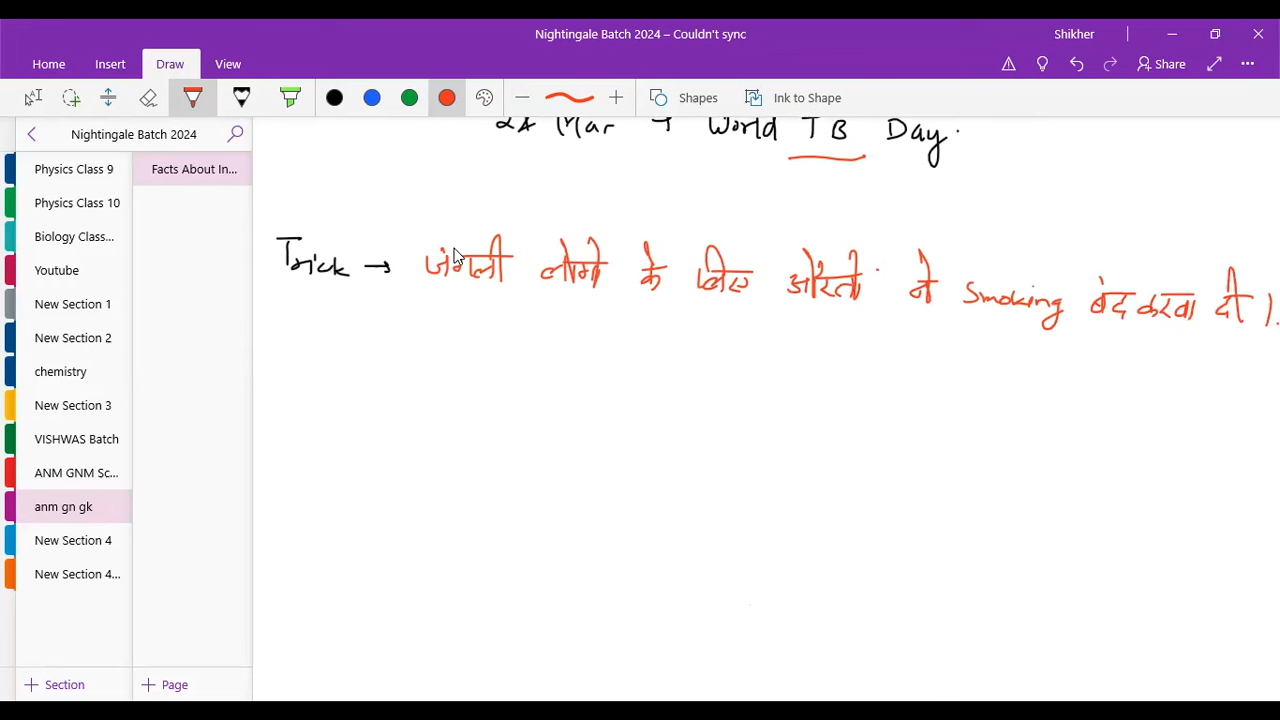 Nightingale Batch 2024 – Couldn't sync
Shikher
Home Insert Draw View
Share
Shapes Ink to Shape
Nightingale Batch 2024
Physics Class 9
Physics Class 10
Biology Class...
Youtube
New Section 1
New Section 2
chemistry
New Section 3
VISHWAS Batch
ANM GNM Sc...
anm gn gk
New Section 4
New Section 4...
Section
Facts About In...
Page
24 Mar → World TB Day.
Trick → जंगली लोगो के लिए औरतों ने Smoking बंद करवा दी।